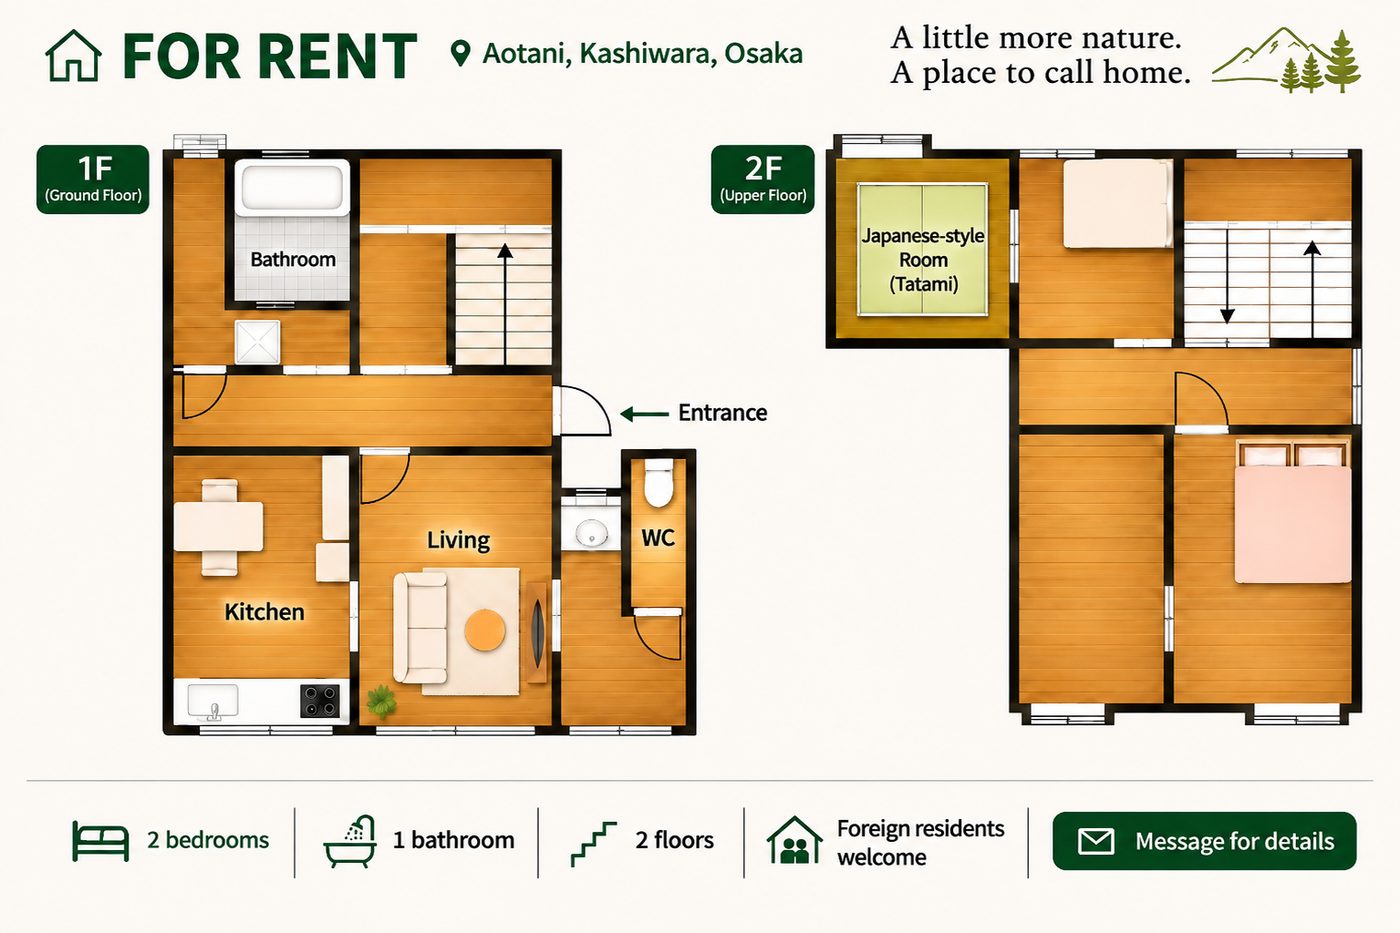 FOR RENT
Aotani, Kashiwara, Osaka
A little more nature.
A place to call home.
1F
(Ground Floor)
Bathroom
Entrance
Living
WC
Kitchen
2F
(Upper Floor)
Japanese-style
Room
(Tatami)
2 bedrooms
1 bathroom
2 floors
Foreign residents
welcome
Message for details